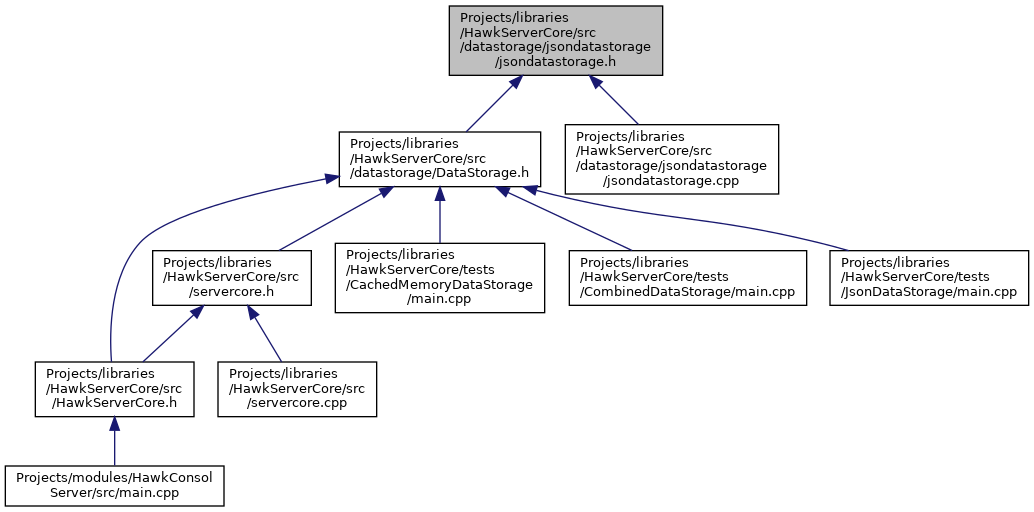 Projects/libraries
/HawkServerCore/src
/datastorage/jsondatastorage
/jsondatastorage.h
Projects/libraries
/HawkServerCore/src
/datastorage/DataStorage.h
Projects/libraries
/HawkServerCore/src
/datastorage/jsondatastorage
/jsondatastorage.cpp
Projects/libraries
/HawkServerCore/src
/servercore.h
Projects/libraries
/HawkServerCore/tests
/CachedMemoryDataStorage
/main.cpp
Projects/libraries
/HawkServerCore/tests
/CombinedDataStorage/main.cpp
Projects/libraries
/HawkServerCore/tests
/JsonDataStorage/main.cpp
Projects/libraries
/HawkServerCore/src
/HawkServerCore.h
Projects/libraries
/HawkServerCore/src
/servercore.cpp
Projects/modules/HawkConsol
Server/src/main.cpp